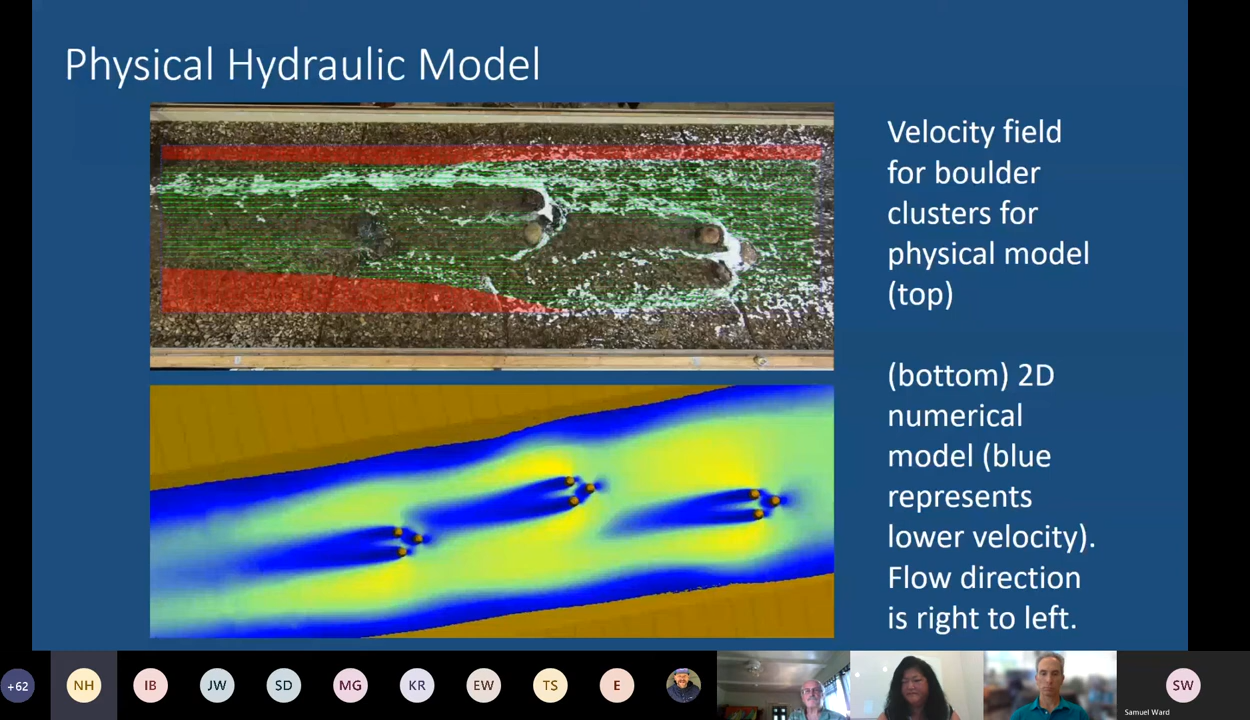 Physical Hydraulic Model
Velocity field
for boulder
clusters for
physical model
(top)
(bottom) 2D
numerical
model (blue
represents
lower velocity).
Flow direction
is right to left.
+62
NH
IB
JW
SD
MG
KR
EW
TS
E
SW
Samuel Ward